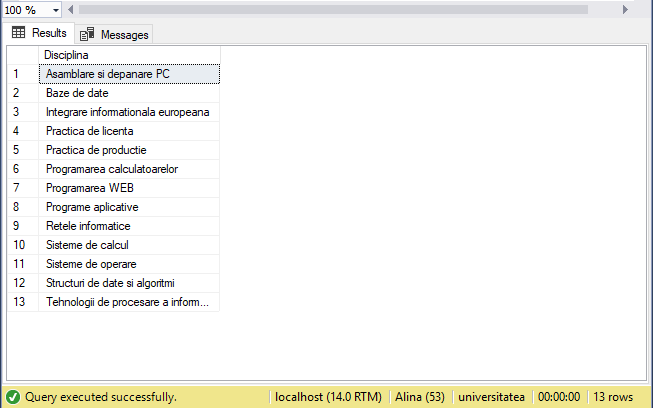 100 %
Results Messages
Disciplina
1 Asamblare si depanare PC
2 Baze de date
3 Integrare informationala europeana
4 Practica de licenta
5 Practica de productie
6 Programarea calculatoarelor
7 Programarea WEB
8 Programe aplicative
9 Retele informatice
10 Sisteme de calcul
11 Sisteme de operare
12 Structuri de date si algoritmi
13 Tehnologii de procesare a inform...
Query executed successfully. localhost (14.0 RTM) Alina (53) universitatea 00:00:00 13 rows